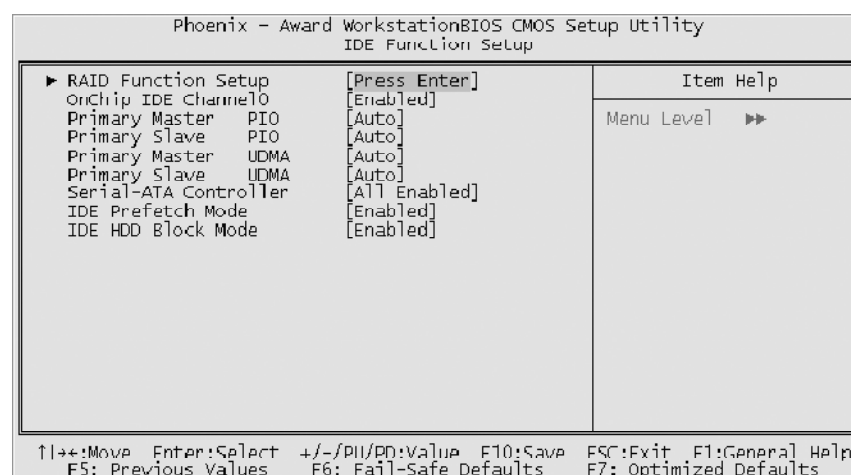 Phoenix – Award WorkstationBIOS CMOS Setup Utility
IDE Function Setup
► RAID Function Setup [Press Enter]
OnChip IDE Channel0 [Enabled]
Primary Master PIO [Auto]
Primary Slave PIO [Auto]
Primary Master UDMA [Auto]
Primary Slave UDMA [Auto]
Serial-ATA Controller [All Enabled]
IDE Prefetch Mode [Enabled]
IDE HDD Block Mode [Enabled]
Item Help
Menu Level ►►
↑↓→←:Move Enter:Select +/-/PU/PD:Value F10:Save ESC:Exit F1:General Help
F5: Previous Values F6: Fail-Safe Defaults F7: Optimized Defaults